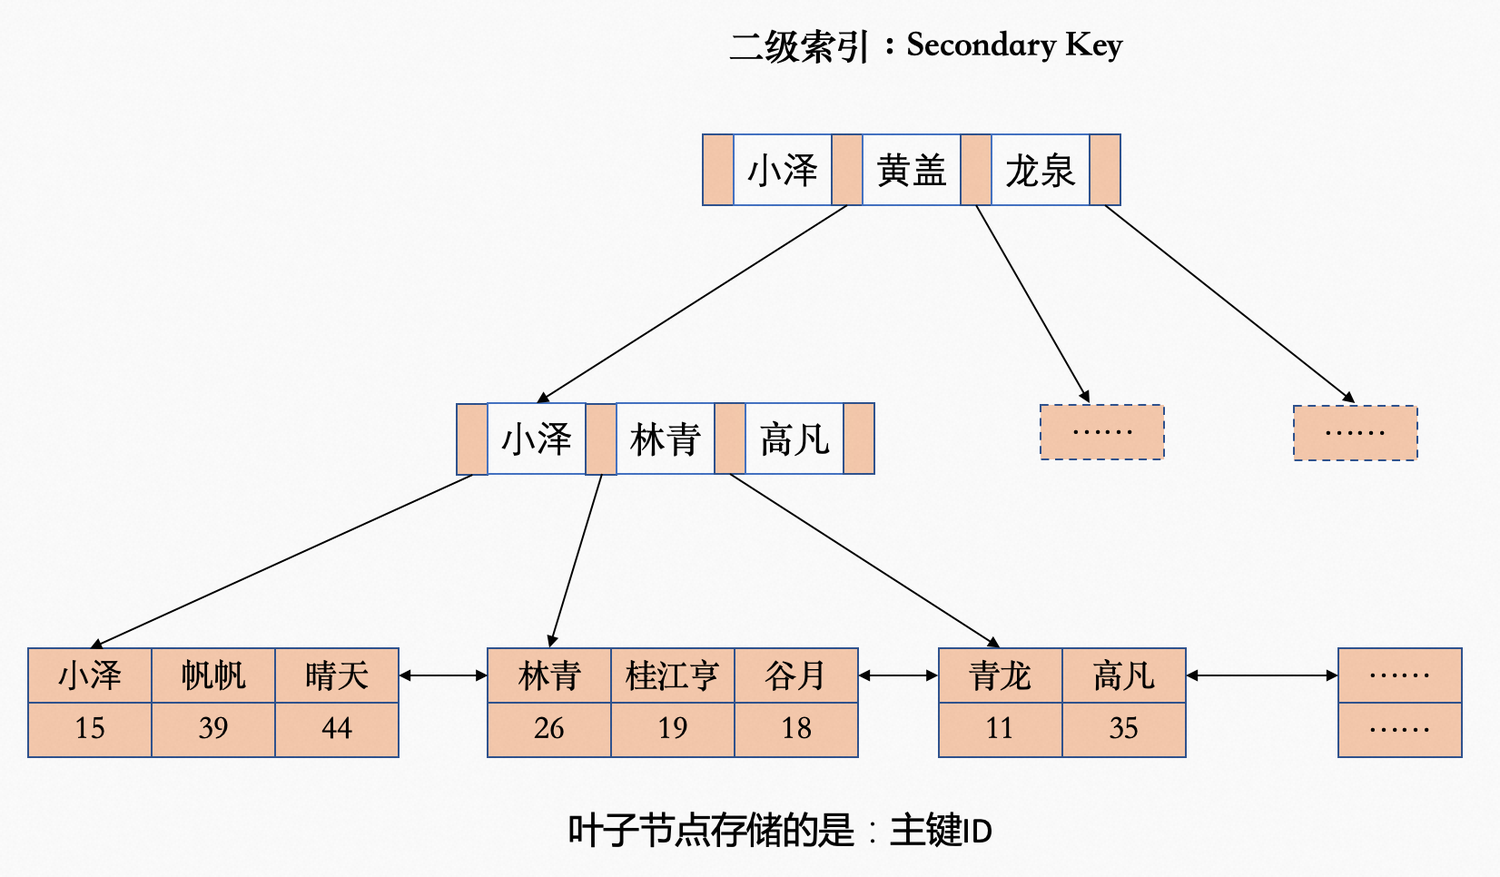 二级索引：Secondary Key
小泽 黄盖 龙泉
小泽 林青 高凡 …… ……
小泽 帆帆 晴天 林青 桂江亨 谷月 青龙 高凡 ……
15 39 44 26 19 18 11 35 ……
叶子节点存储的是：主键ID